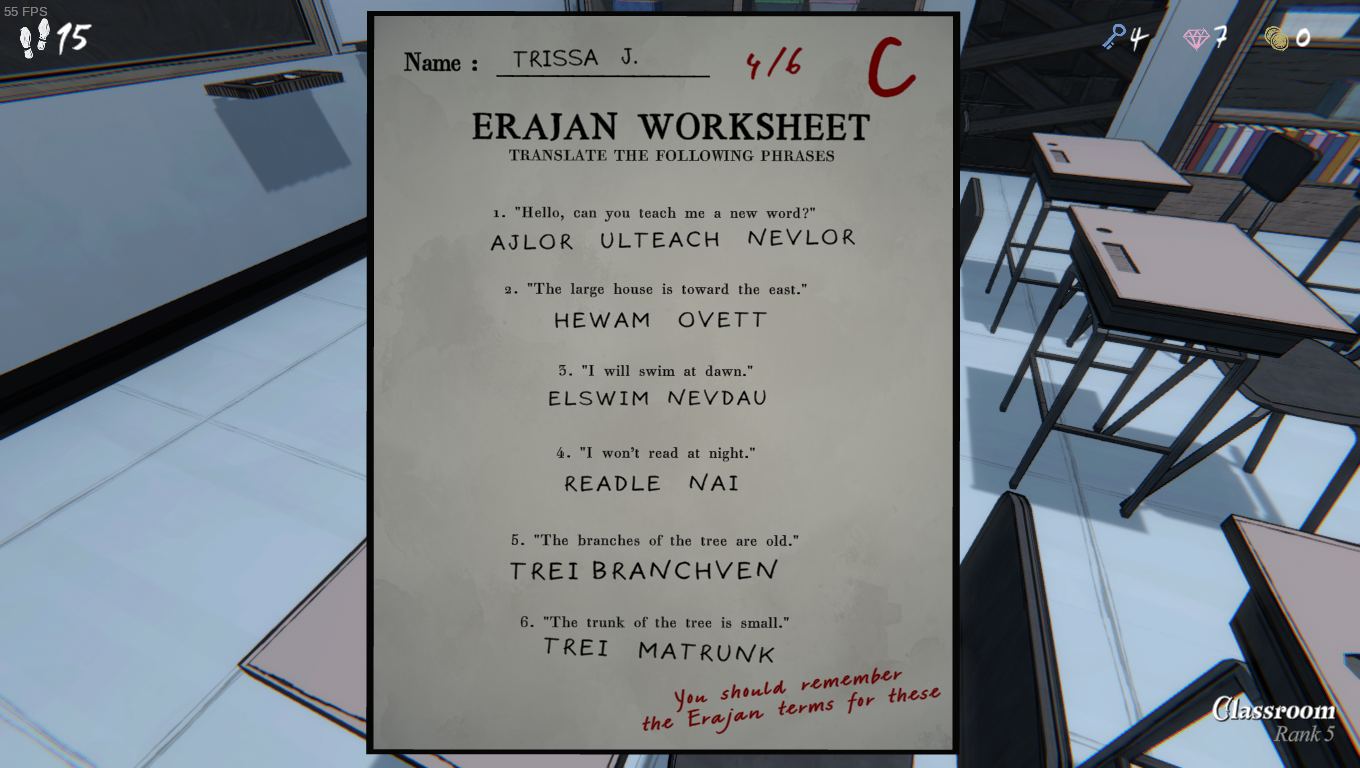 55 FPS
15
4 7 0
Name : TRISSA J. 4/6 C
ERAJAN WORKSHEET
TRANSLATE THE FOLLOWING PHRASES
1. "Hello, can you teach me a new word?"
AJLOR ULTEACH NEVLOR
2. "The large house is toward the east."
HEWAM OVETT
3. "I will swim at dawn."
ELSWIM NEVDAU
4. "I won't read at night."
READLE NAI
5. "The branches of the tree are old."
TREI BRANCHVEN
6. "The trunk of the tree is small."
TREI MATRUNK
You should remember
the Erajan terms for these
Classroom
Rank 5